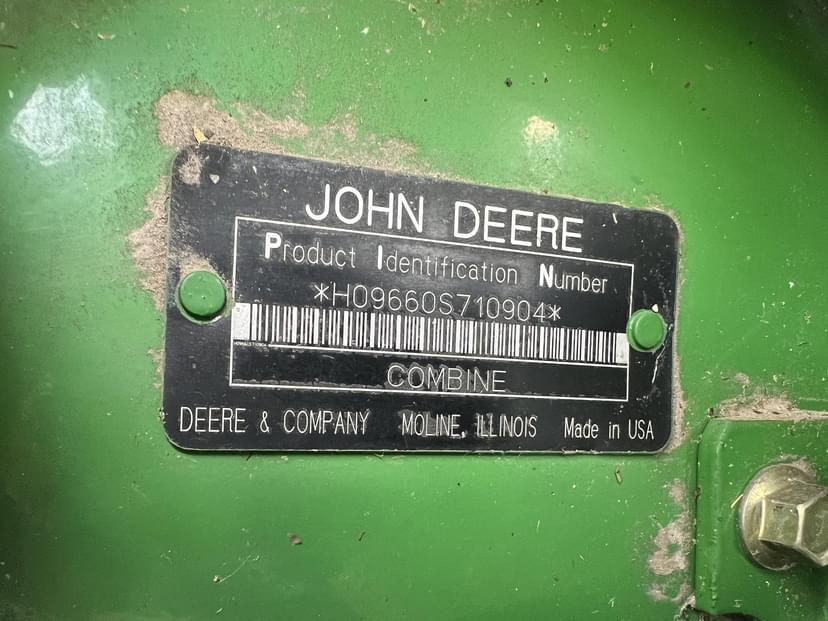 JOHN DEERE
Product Identification Number
*H09660S710904*
COMBINE
DEERE & COMPANY MOLINE, ILLINOIS Made in USA